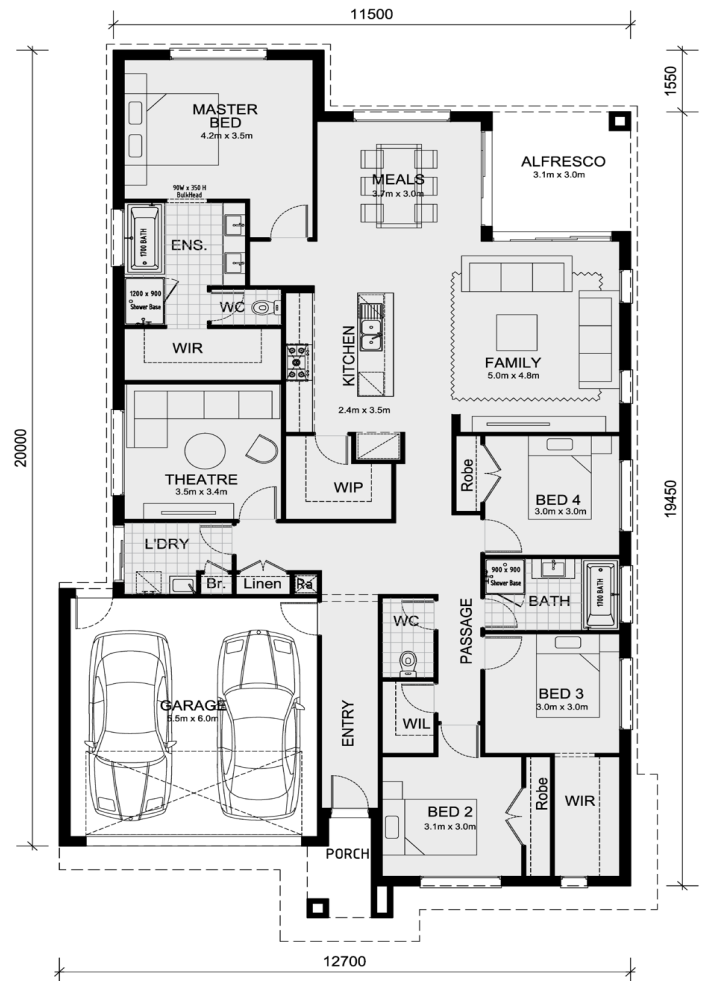 11500
1550
MASTER
BED
4.2m x 3.5m
MEALS
3.7m x 3.0m
ALFRESCO
3.1m x 3.0m
90W x 350 H
BulkHead
1700 BATH
ENS.
1200 x 900
Shower Base
WC
WIR
KITCHEN
2.4m x 3.5m
FAMILY
5.0m x 4.8m
20000
19450
THEATRE
3.5m x 3.4m
WIP
Robe
BED 4
3.0m x 3.0m
L'DRY
Br.
Linen
Ra
900 x 900
Shower Base
BATH
1700 BATH
WC
PASSAGE
GARAGE
5.5m x 6.0m
ENTRY
WIL
BED 3
3.0m x 3.0m
BED 2
3.1m x 3.0m
Robe
WIR
PORCH
12700